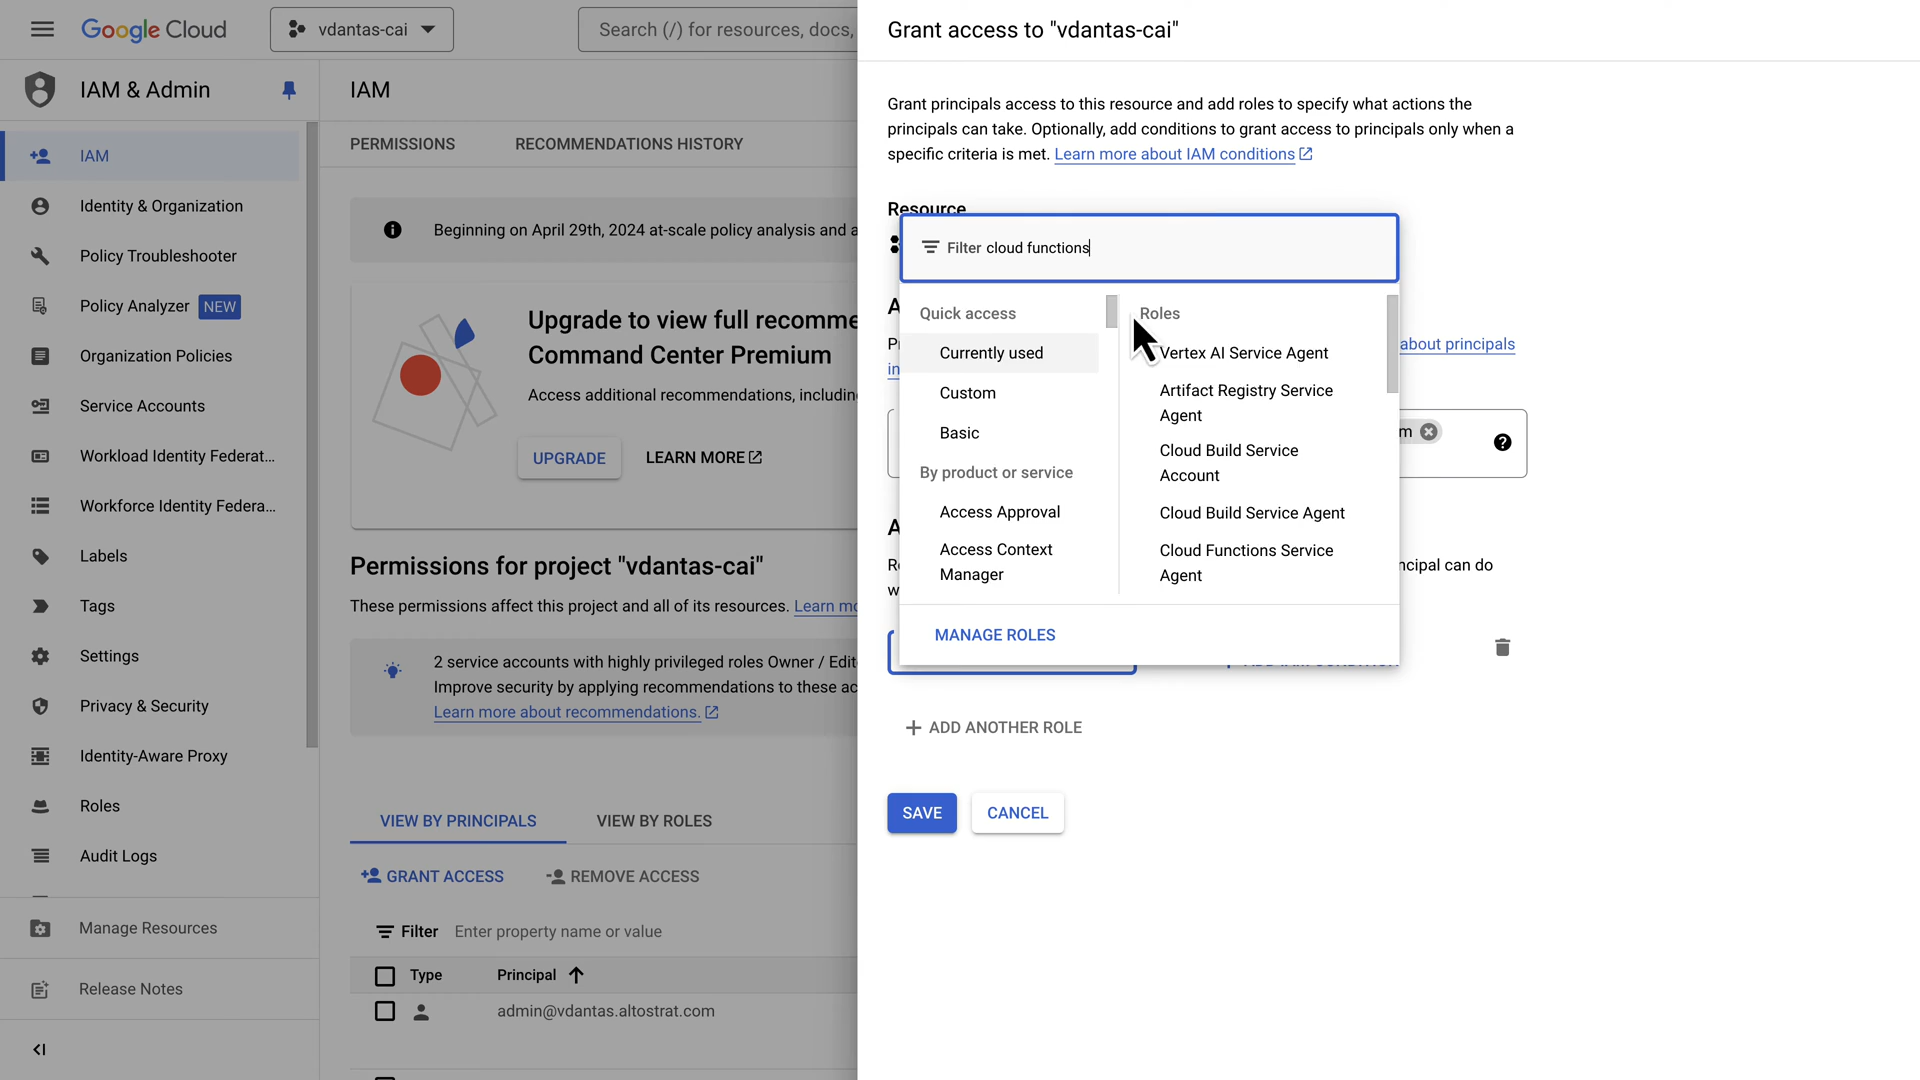 Google Cloud
vdantas-cai
Search (/) for resources, docs,
IAM & Admin
IAM
Identity & Organization
Policy Troubleshooter
Policy Analyzer NEW
Organization Policies
Service Accounts
Workload Identity Federat...
Workforce Identity Federa...
Labels
Tags
Settings
Privacy & Security
Identity-Aware Proxy
Roles
Audit Logs
Manage Resources
Release Notes
IAM
PERMISSIONS
RECOMMENDATIONS HISTORY
Beginning on April 29th, 2024 at-scale policy analysis and a
Upgrade to view full recomme
Command Center Premium
Access additional recommendations, includin
UPGRADE
LEARN MORE
Permissions for project "vdantas-cai"
These permissions affect this project and all of its resources. Learn mo
2 service accounts with highly privileged roles Owner / Edit
Improve security by applying recommendations to these ac
Learn more about recommendations.
VIEW BY PRINCIPALS
VIEW BY ROLES
GRANT ACCESS
REMOVE ACCESS
Filter Enter property name or value
Type
Principal
admin@vdantas.altostrat.com
Grant access to "vdantas-cai"
Grant principals access to this resource and add roles to specify what actions the
principals can take. Optionally, add conditions to grant access to principals only when a
specific criteria is met. Learn more about IAM conditions
Resource
Filter cloud functions
Quick access
Currently used
Custom
Basic
By product or service
Access Approval
Access Context
Manager
Roles
Vertex AI Service Agent
Artifact Registry Service
Agent
Cloud Build Service
Account
Cloud Build Service Agent
Cloud Functions Service
Agent
MANAGE ROLES
about principals
in
m
ncipal can do
ADD ANOTHER ROLE
SAVE
CANCEL